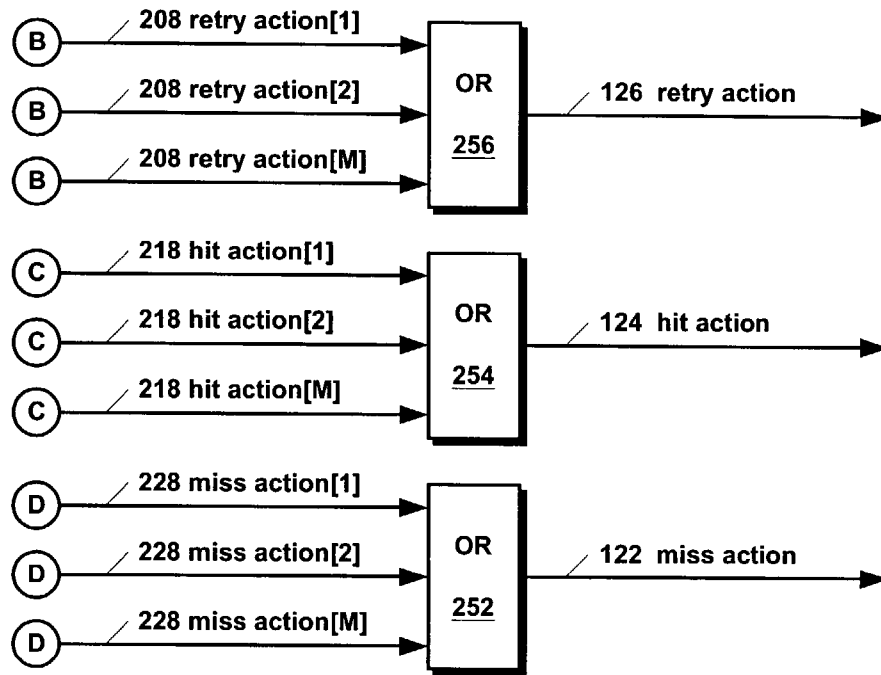 B 208 retry action[1]
B 208 retry action[2]
B 208 retry action[M]
OR
256
126 retry action
C 218 hit action[1]
C 218 hit action[2]
C 218 hit action[M]
OR
254
124 hit action
D 228 miss action[1]
D 228 miss action[2]
D 228 miss action[M]
OR
252
122 miss action